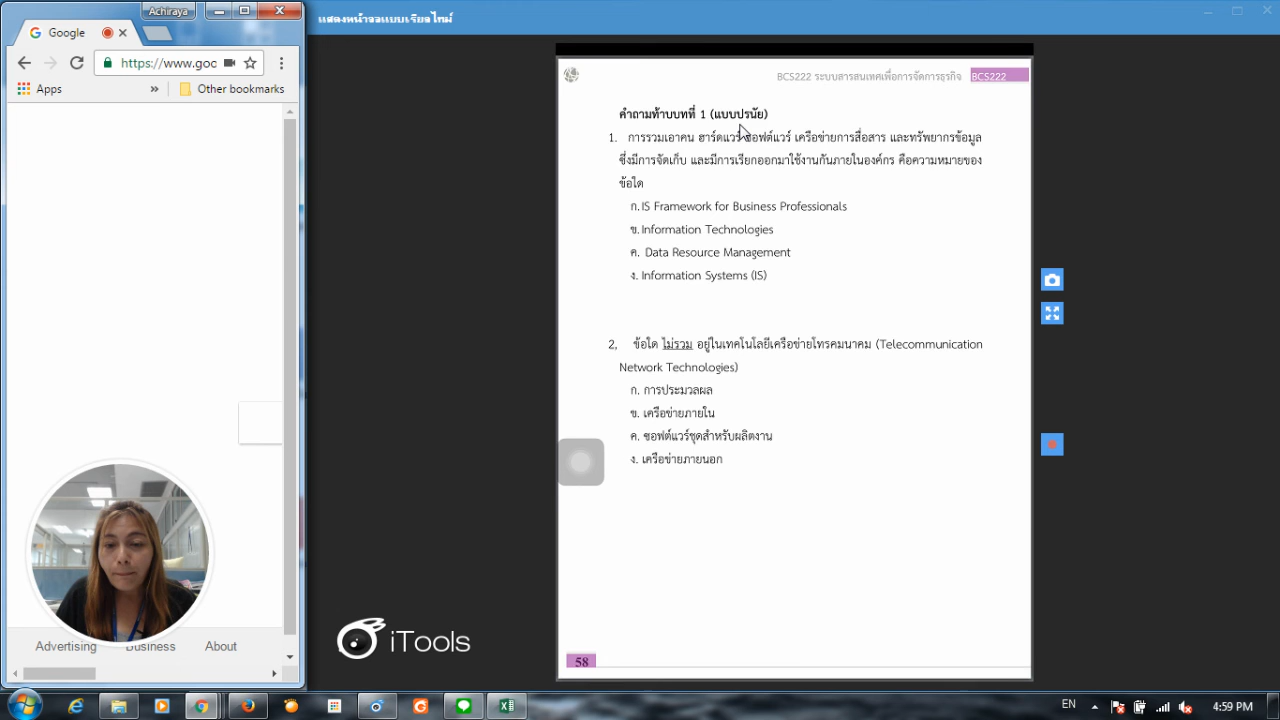 Achiraya
Google
https://www.goo
Apps
»
Other bookmarks
Advertising
Business
About
แสดงหน้าจอแบบเรียลไทม์
BCS222 ระบบสารสนเทศเพื่อการจัดการธุรกิจ BCS222
คำถามท้าบบทที่ 1 (แบบปรนัย)
1. การรวมเอาคน ฮาร์ดแวร์ ซอฟต์แวร์ เครือข่ายการสื่อสาร และทรัพยากรข้อมูล
ซึ่งมีการจัดเก็บ และมีการเรียกออกมาใช้งานกันภายในองค์กร คือความหมายของ
ข้อใด
ก. IS Framework for Business Professionals
ข. Information Technologies
ค. Data Resource Management
ง. Information Systems (IS)
2, ข้อใด ไม่รวม อยู่ในเทคโนโลยีเครือข่ายโทรคมนาคม (Telecommunication
Network Technologies)
ก. การประมวลผล
ข. เครือข่ายภายใน
ค. ซอฟต์แวร์ชุดสำหรับผลิตงาน
ง. เครือข่ายภายนอก
58
iTools
EN
4:59 PM